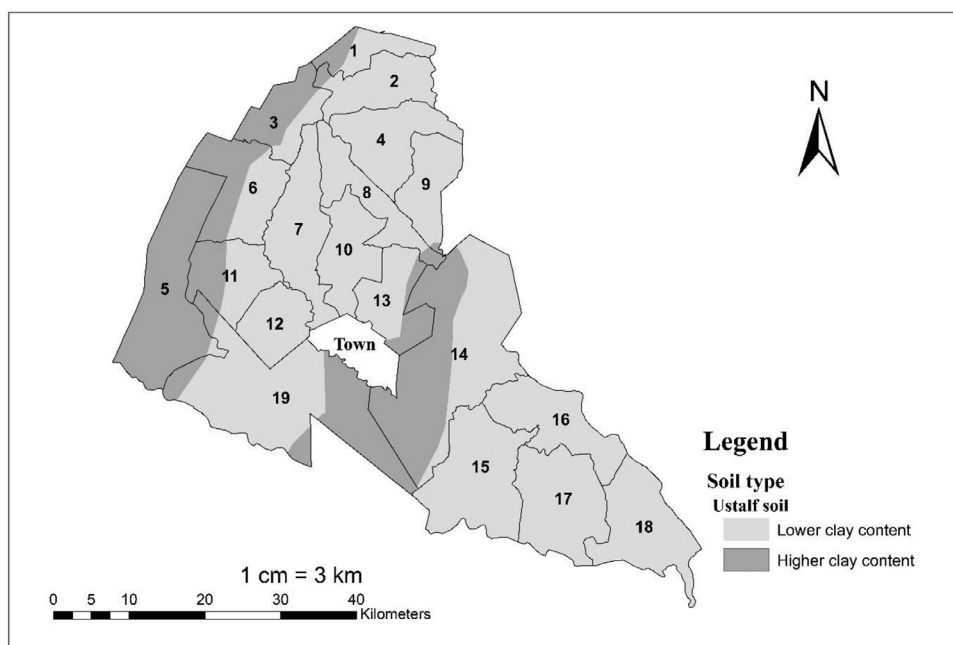 1
2
3
4
N
6
9
8
7
10
5
11
13
12
Town
14
19
16
15
17
18
Legend
Soil type
Ustalf soil
Lower clay content
Higher clay content
1 cm = 3 km
0 5 10 20 30 40
Kilometers